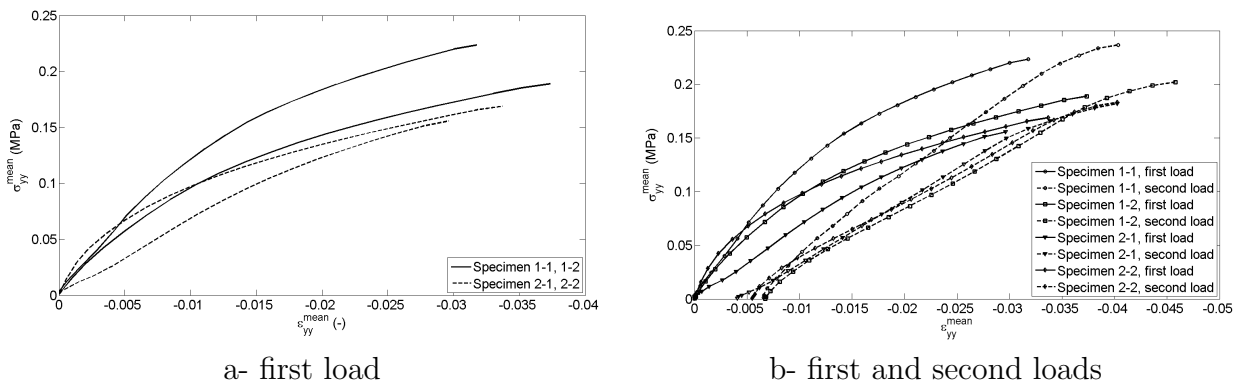 0.25
0.2
0.15
0.1
0.05
0
σyy^mean (MPa)
0 -0.005 -0.01 -0.015 -0.02 -0.025 -0.03 -0.035 -0.04
εyy^mean (-)
Specimen 1-1, 1-2
Specimen 2-1, 2-2
a- first load
0.25
0.2
0.15
0.1
0.05
0
σyy^mean (MPa)
0 -0.005 -0.01 -0.015 -0.02 -0.025 -0.03 -0.035 -0.04 -0.045 -0.05
εyy^mean
Specimen 1-1, first load
Specimen 1-1, second load
Specimen 1-2, first load
Specimen 1-2, second load
Specimen 2-1, first load
Specimen 2-1, second load
Specimen 2-2, first load
Specimen 2-2, second load
b- first and second loads